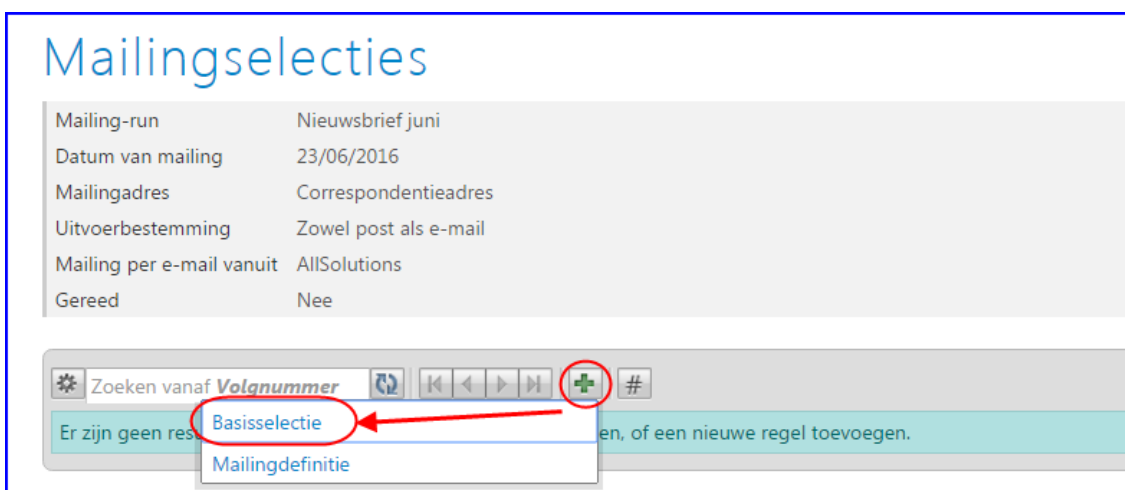 Mailingselecties
Mailing-run Nieuwsbrief juni
Datum van mailing 23/06/2016
Mailingadres Correspondentieadres
Uitvoerbestemming Zowel post als e-mail
Mailing per e-mail vanuit AllSolutions
Gereed Nee
Zoeken vanaf Volgnummer #
Basisselectie
Er zijn geen en, of een nieuwe regel toevoegen.
Mailingdefinitie